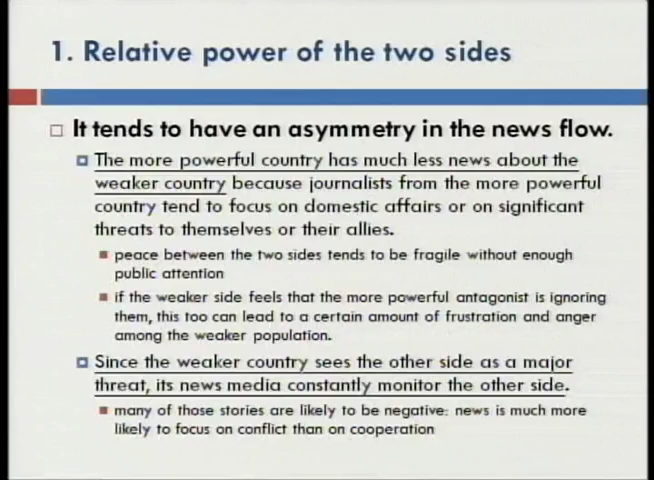 1. Relative power of the two sides
It tends to have an asymmetry in the news flow.
The more powerful country has much less news about the
weaker country because journalists from the more powerful
country tend to focus on domestic affairs or on significant
threats to themselves or their allies.
peace between the two sides tends to be fragile without enough
public attention
if the weaker side feels that the more powerful antagonist is ignoring
them, this too can lead to a certain amount of frustration and anger
among the weaker population.
Since the weaker country sees the other side as a major
threat, its news media constantly monitor the other side.
many of those stories are likely to be negative: news is much more
likely to focus on conflict than on cooperation